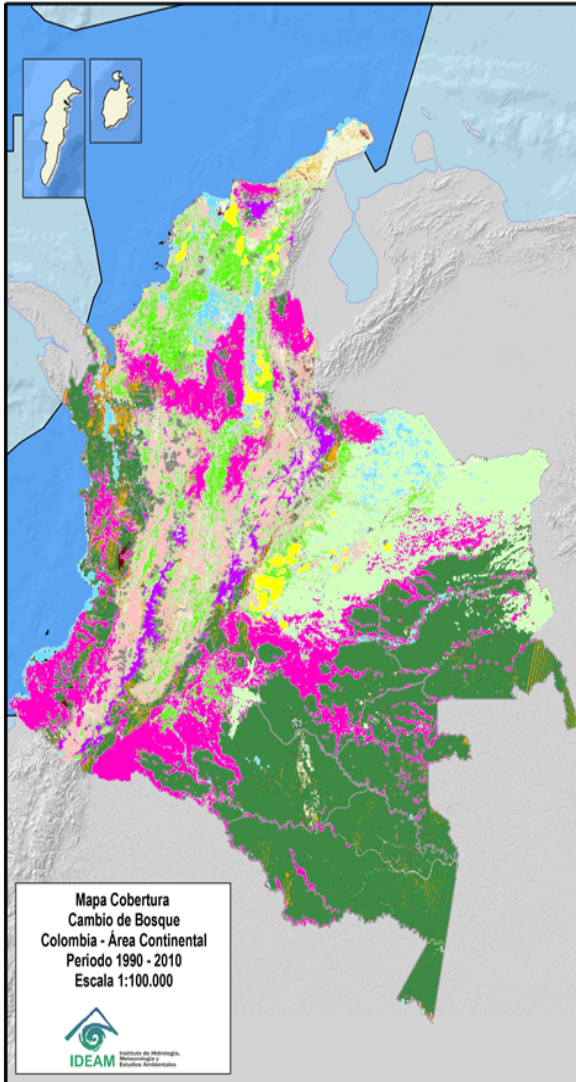 Mapa Cobertura
Cambio de Bosque
Colombia - Área Continental
Periodo 1990 - 2010
Escala 1:100.000
IDEAM
Instituto de Hidrología,
Meteorología y
Estudios Ambientales